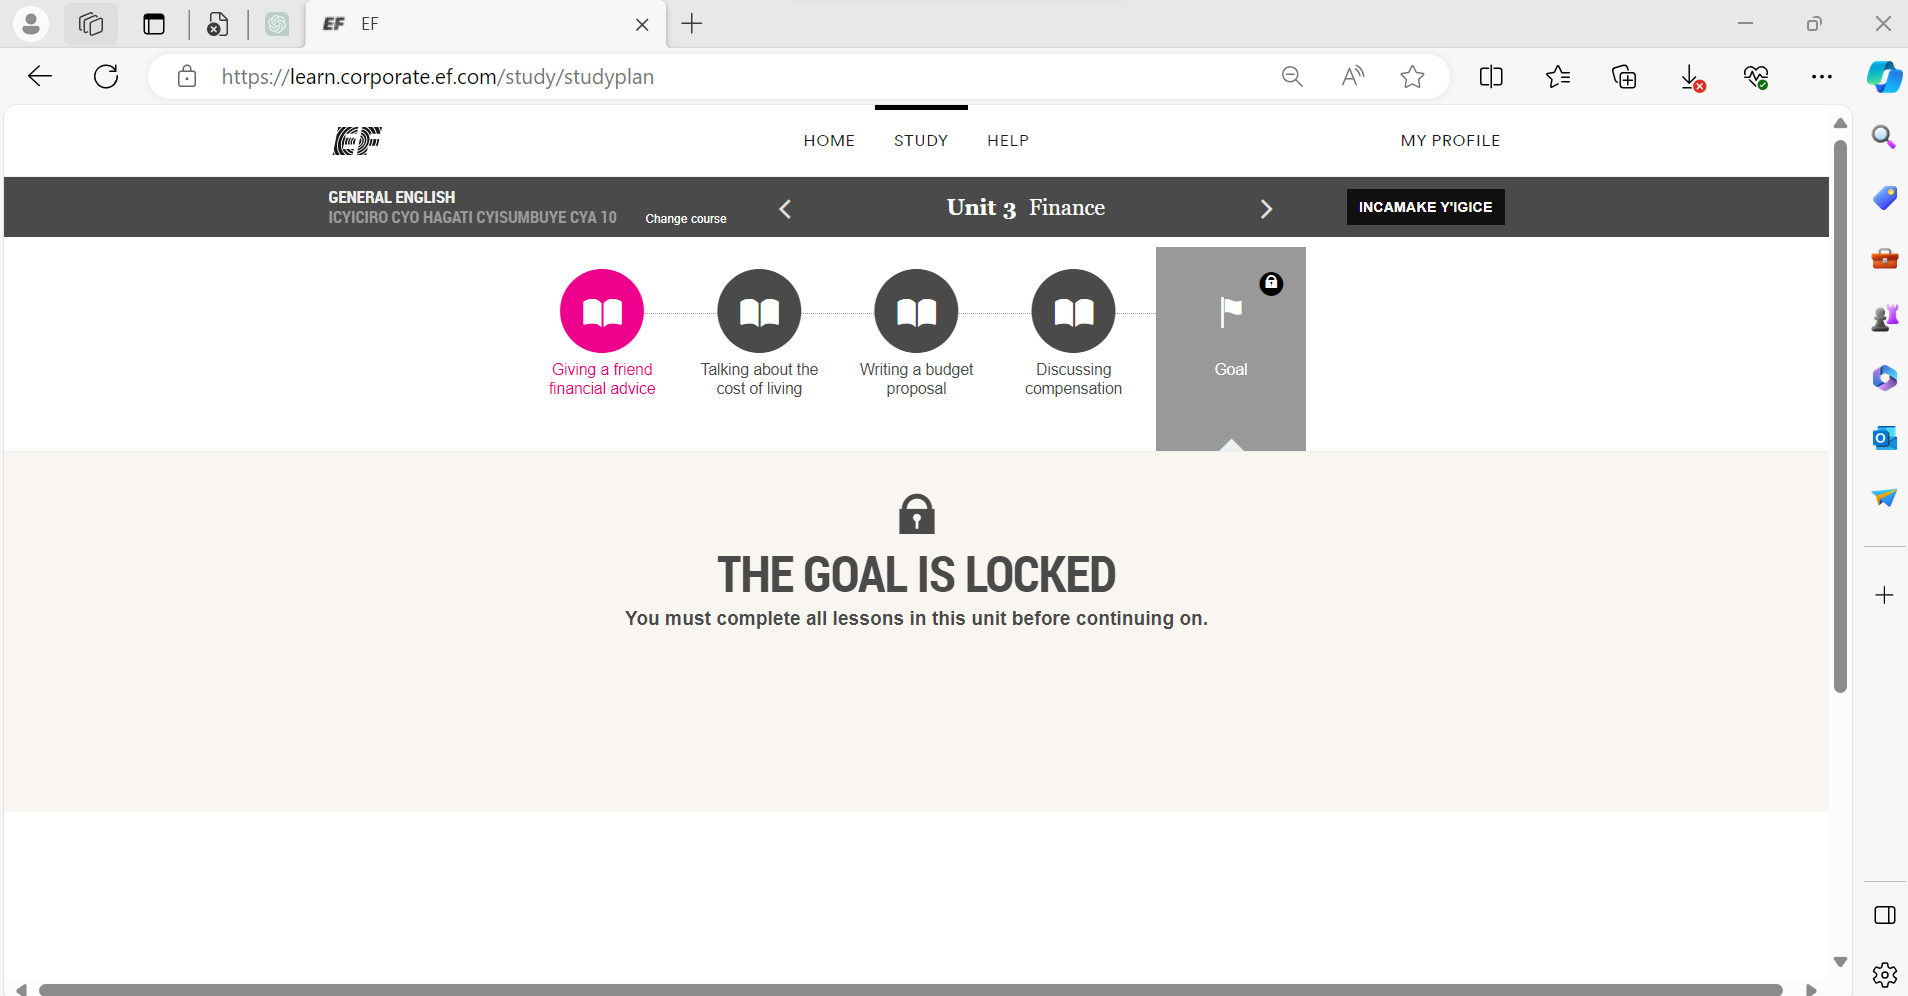 EF EF
https://learn.corporate.ef.com/study/studyplan
EF HOME STUDY HELP MY PROFILE
GENERAL ENGLISH
ICYICIRO CYO HAGATI CYISUMBUYE CYA 10
Change course
Unit 3 Finance
INCAMAKE Y'IGICE
Giving a friend
financial advice
Talking about the
cost of living
Writing a budget
proposal
Discussing
compensation
Goal
THE GOAL IS LOCKED
You must complete all lessons in this unit before continuing on.